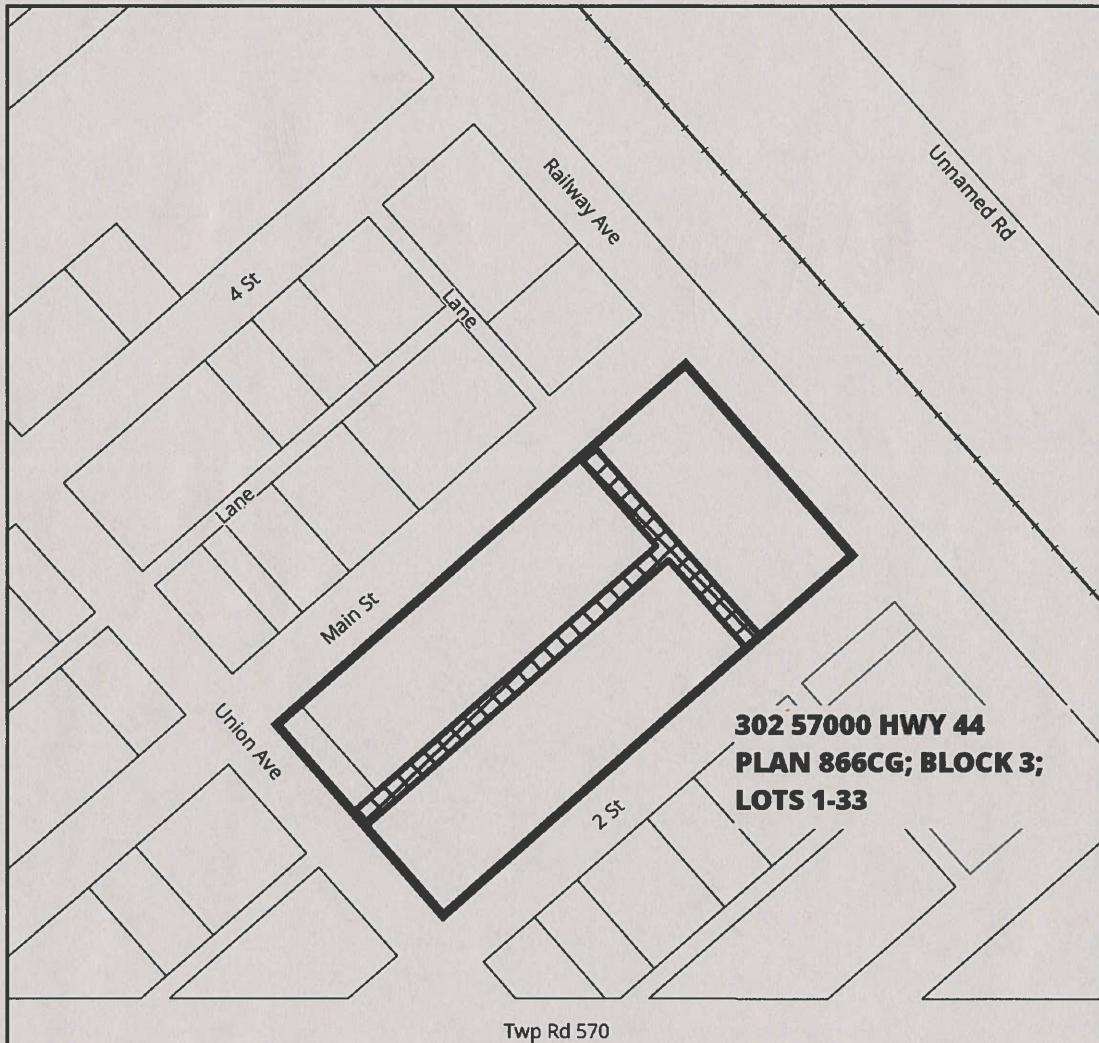 Railway Ave
Unnamed Rd
4 St
Lane
Lane
Main St
Union Ave
302 57000 HWY 44
PLAN 866CG; BLOCK 3;
LOTS 1-33
2 St
Twp Rd 570